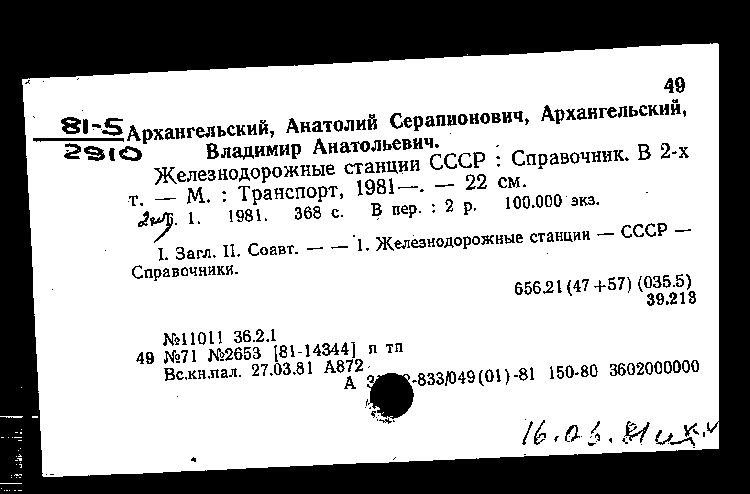 49
81-5 Архангельский, Анатолий Серапионович, Архангельский,
2910 Владимир Анатольевич.
Железнодорожные станции СССР : Справочник. В 2-х
т. — М. : Транспорт, 1981—. — 22 см.
1. 1981. 368 с. В пер. : 2 р. 100.000 экз.
I. Загл. II. Соавт. — — 1. Железнодорожные станции — СССР —
Справочники.
656.21 (47+57) (035.5)
39.213
№11011 36.2.1
49 №71 №2653 [81-14344] п тп
Вс.кн.пал. 27.03.81 А872
А -833/049(01)-81 150-80 3602000000